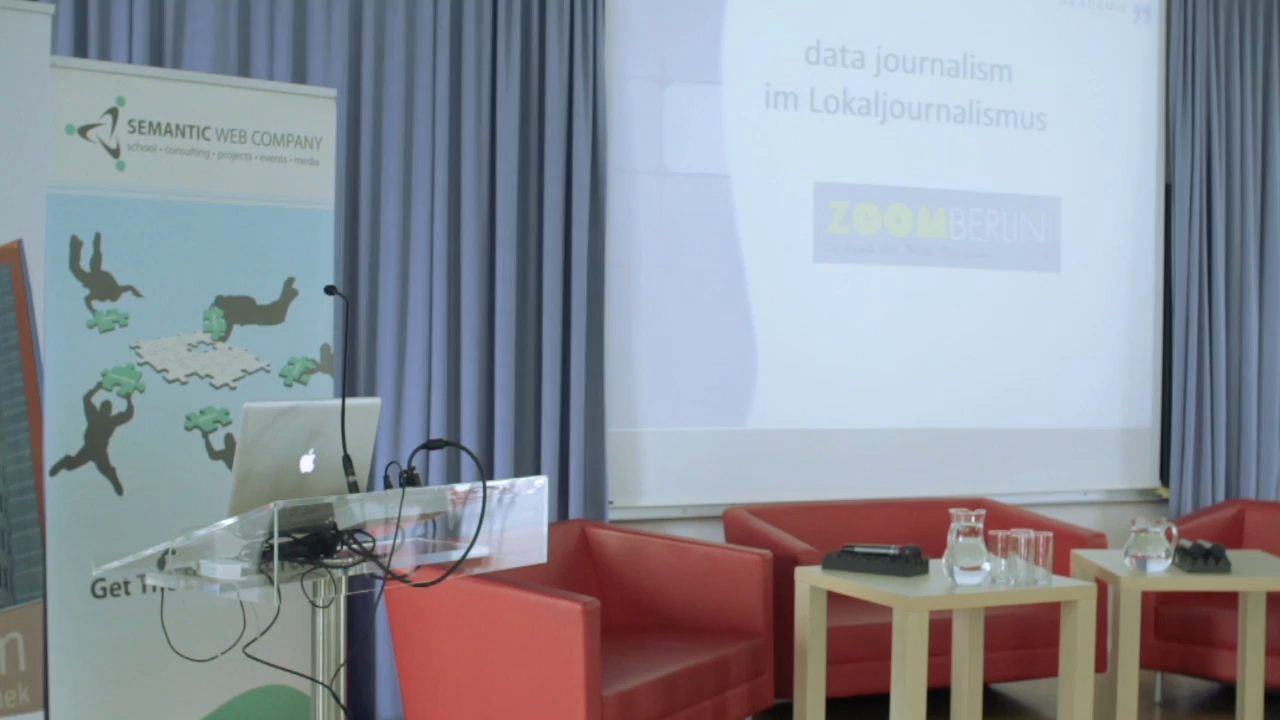 SEMANTIC WEB COMPANY
school • consulting • projects • events • media
Get
data journalism
im Lokaljournalismus
ZOOMBERLIN